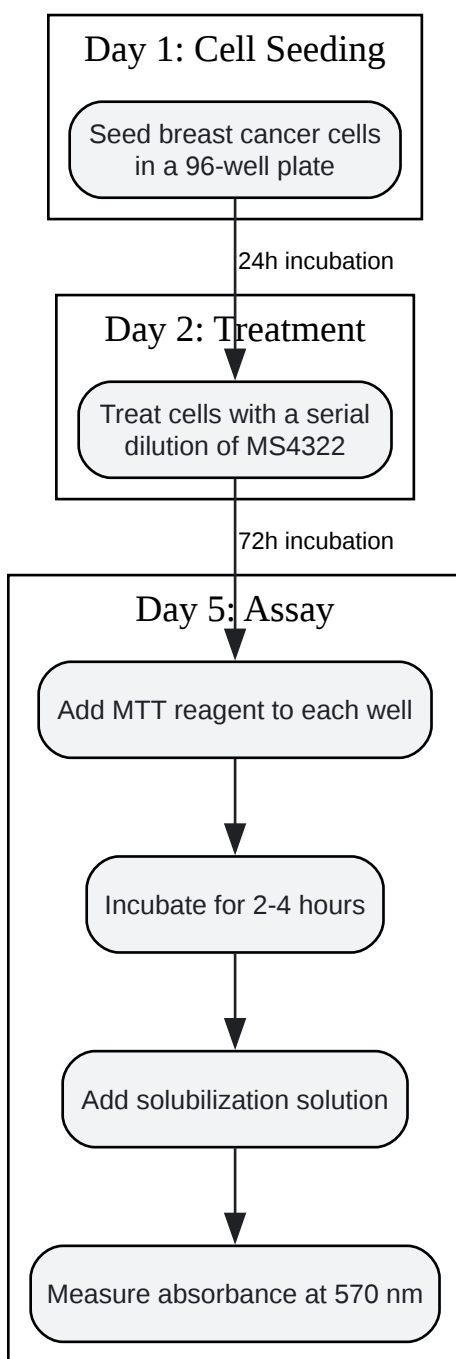 Day 1: Cell Seeding
Seed breast cancer cells
in a 96-well plate
24h incubation
Day 2: Treatment
Treat cells with a serial
dilution of MS4322
72h incubation
Day 5: Assay
Add MTT reagent to each well
Incubate for 2-4 hours
Add solubilization solution
Measure absorbance at 570 nm